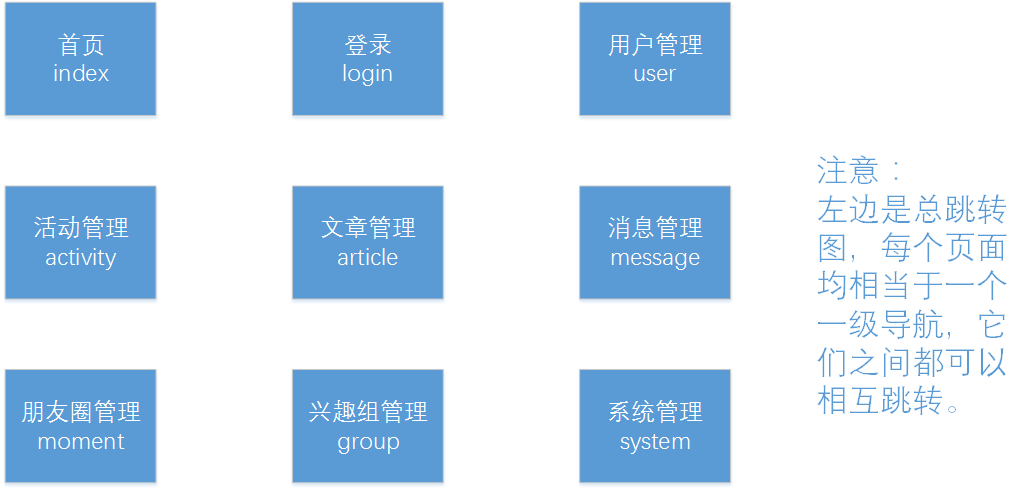 首页
index
登录
login
用户管理
user
活动管理
activity
文章管理
article
消息管理
message
朋友圈管理
moment
兴趣组管理
group
系统管理
system
注意：
左边是总跳转
图，每个页面
均相当于一个
一级导航，它
们之间都可以
相互跳转。